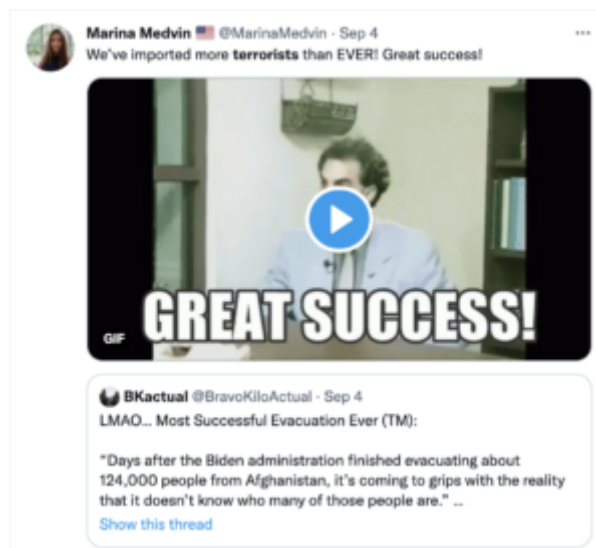 Marina Medvin 🇺🇸 @MarinaMedvin · Sep 4
We've imported more terrorists than EVER! Great success!
GREAT SUCCESS!
GIF
BKactual @BravoKiloActual · Sep 4
LMAO... Most Successful Evacuation Ever (TM):
"Days after the Biden administration finished evacuating about
124,000 people from Afghanistan, it's coming to grips with the reality
that it doesn't know who many of those people are." ...
Show this thread